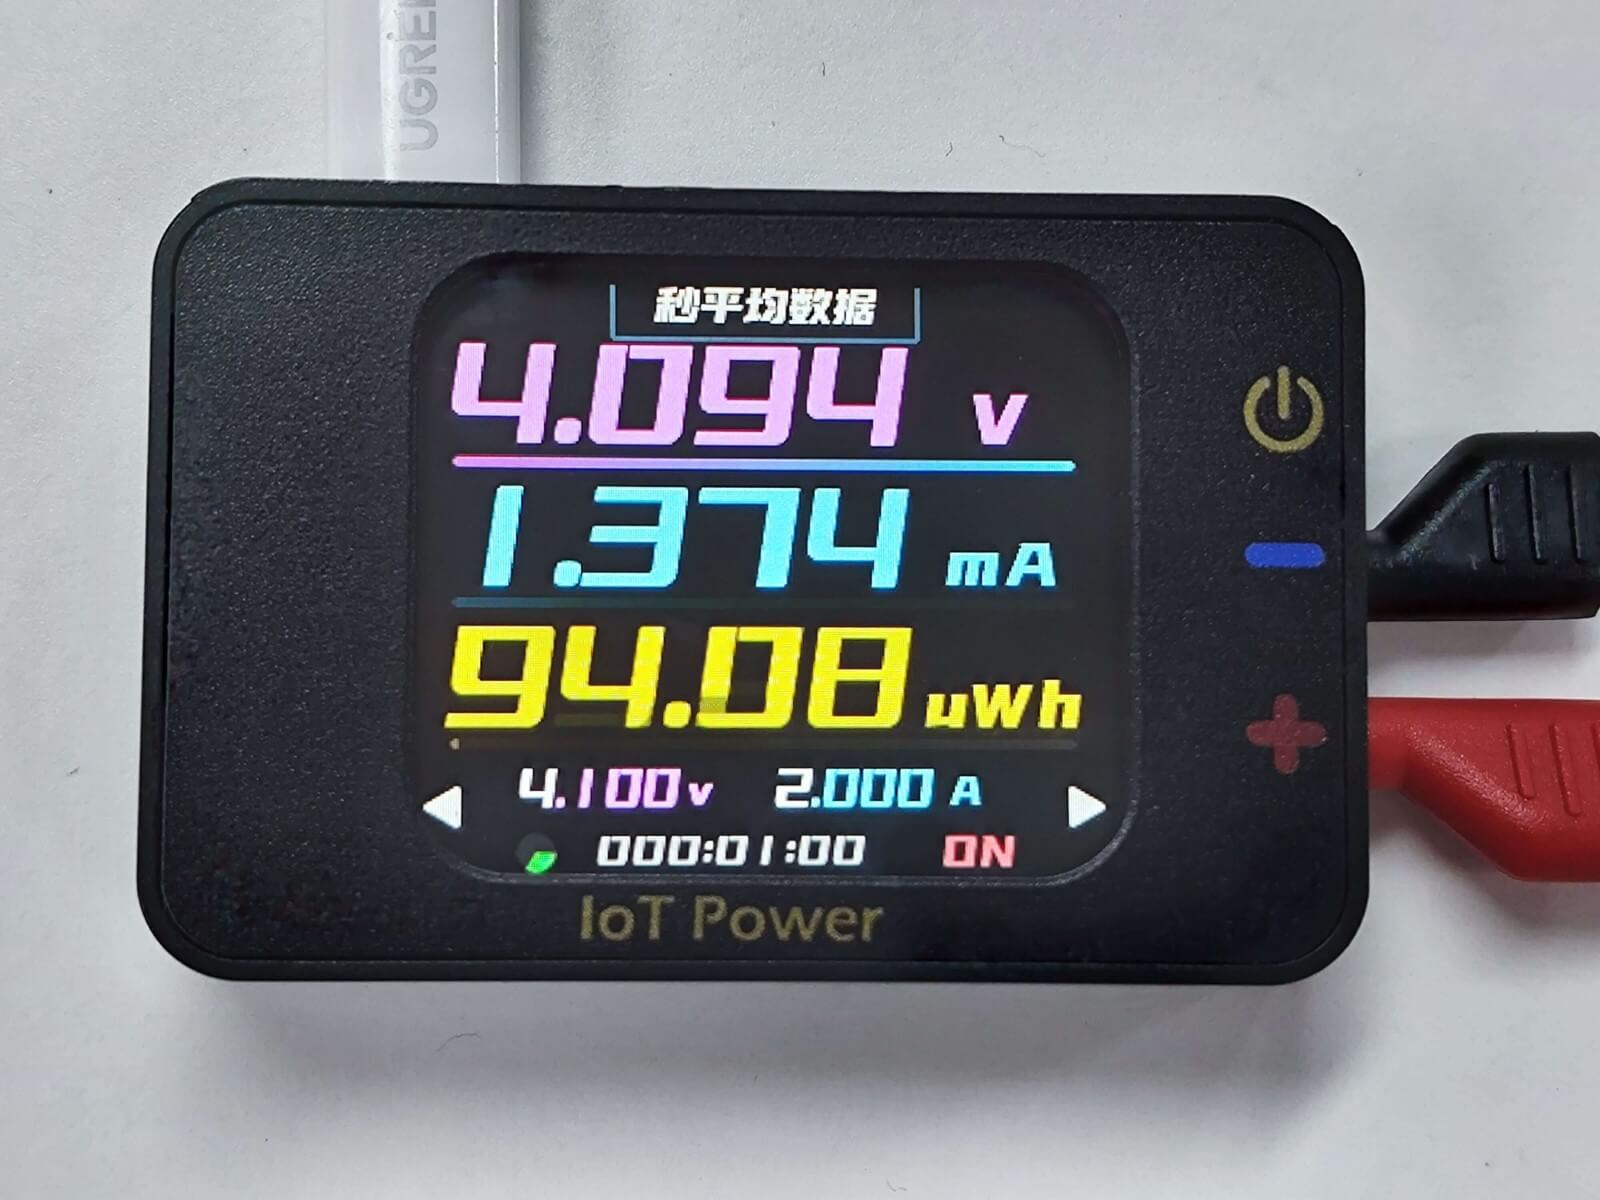 UGREE
秒平均数据
4.094 V
1.374 mA
94.08 uWh
4.100v 2.000 A
000:01:00 ON
IoT Power